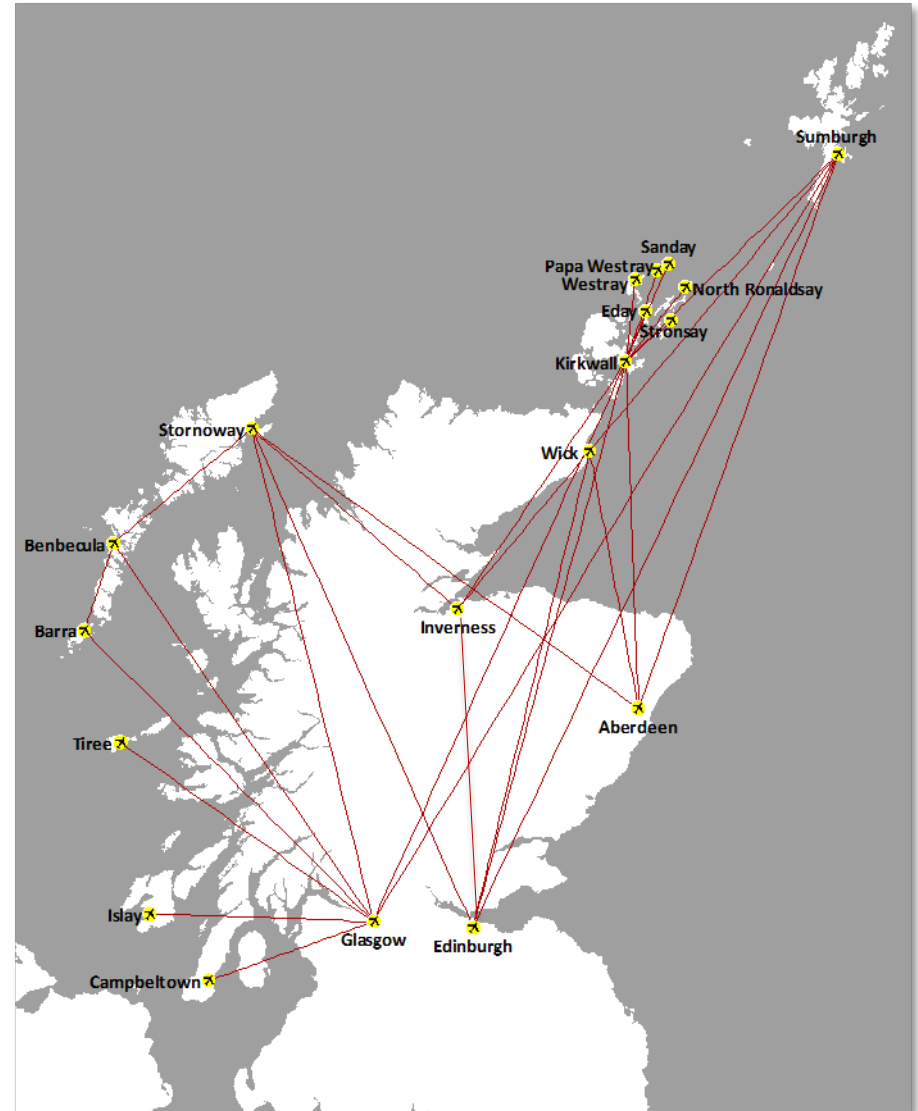 Sumburgh
Sanday
Papa Westray
Westray
North Ronaldsay
Eday
Stronsay
Kirkwall
Stornoway
Wick
Benbecula
Inverness
Barra
Aberdeen
Tiree
Islay
Glasgow
Edinburgh
Campbeltown